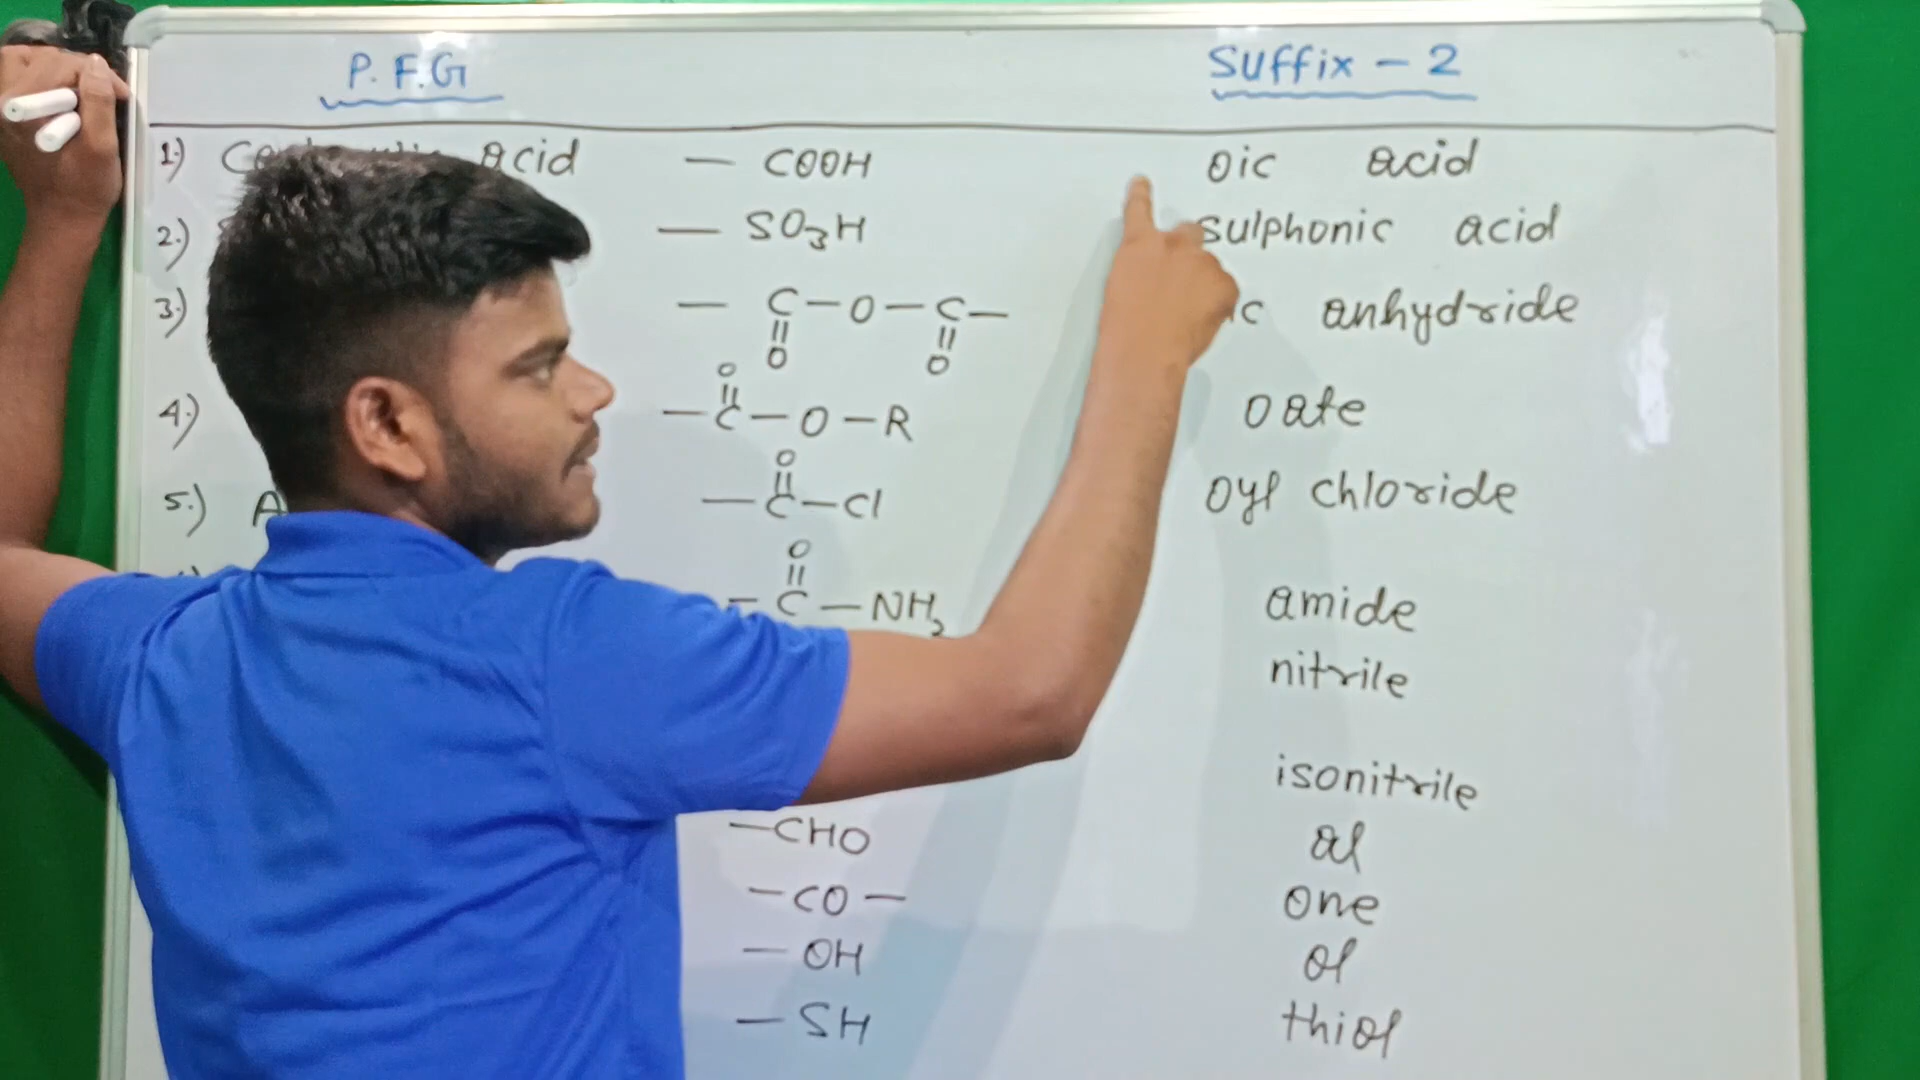 P.F.G Suffix - 2
1.) acid — COOH oic acid
2.) — SO3H sulphonic acid
3.) — C — O — C — anhydride
|| ||
O O
O
||
4.) — C — O — R oate
O
||
5.) A — C — Cl oyl chloride
O
||
— C — NH2 amide
nitrile
isonitrile
—CHO al
—CO— one
— OH ol
— SH thiol